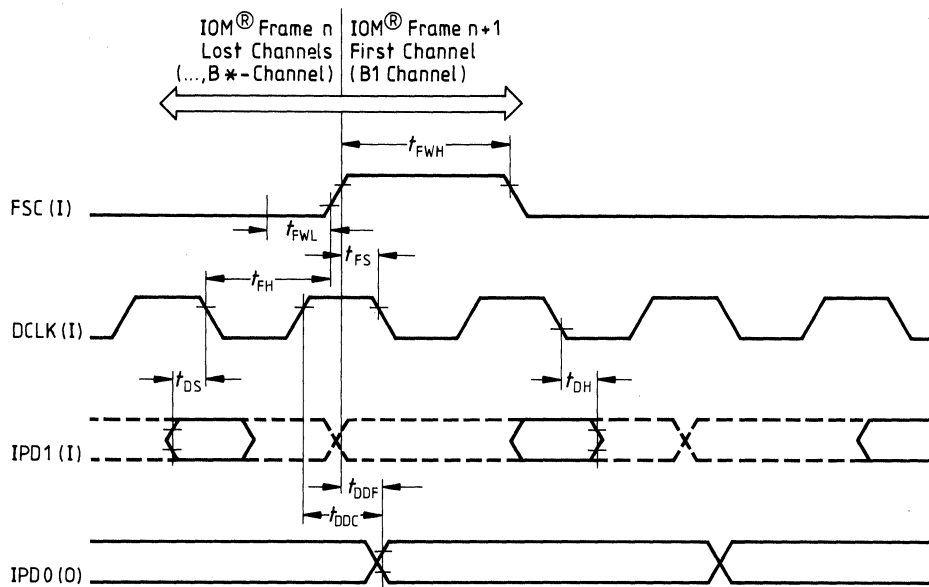 IOM® Frame n
Lost Channels
(...,B*-Channel)
IOM® Frame n+1
First Channel
(B1 Channel)
tFWH
FSC(I)
tFWL
tFS
tFH
DCLK(I)
tDS
tDH
IPD1(I)
tDDF
tDDC
IPD0(O)